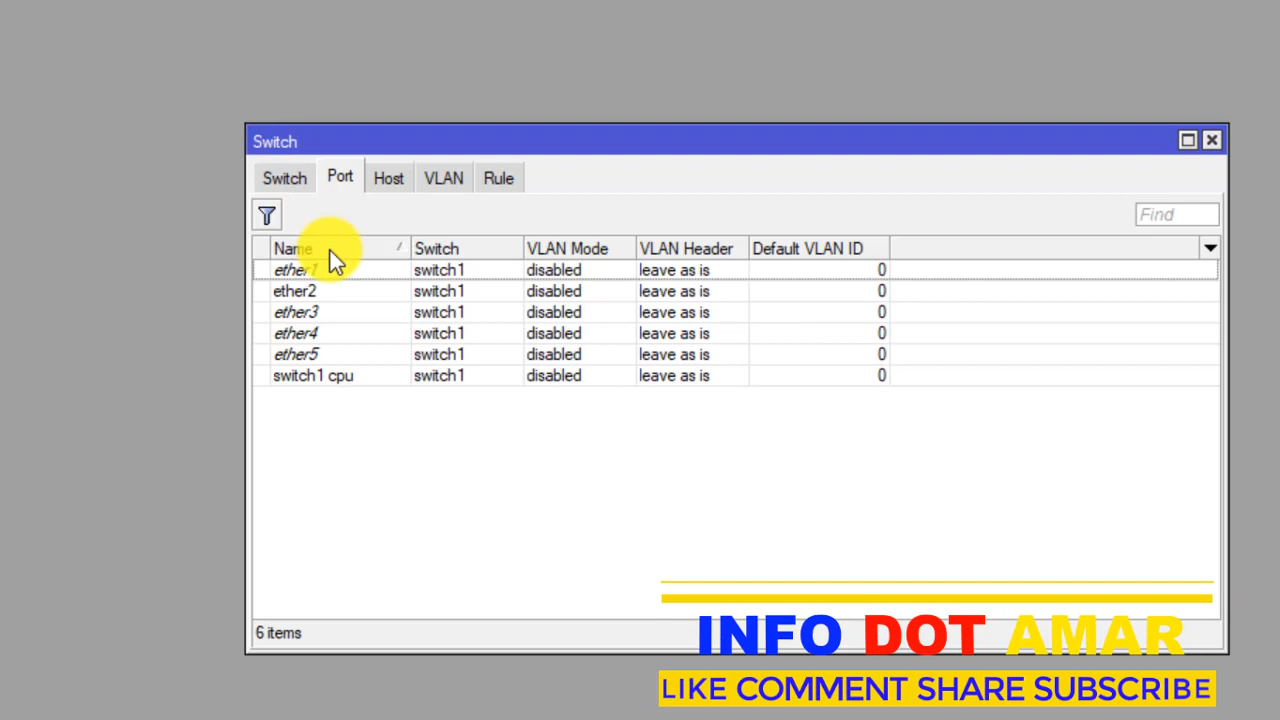 Switch
Switch Port Host VLAN Rule
Find
Name Switch VLAN Mode VLAN Header Default VLAN ID
ether1 switch1 disabled leave as is 0
ether2 switch1 disabled leave as is 0
ether3 switch1 disabled leave as is 0
ether4 switch1 disabled leave as is 0
ether5 switch1 disabled leave as is 0
switch1 cpu switch1 disabled leave as is 0
6 items
INFO DOT AMAR
LIKE COMMENT SHARE SUBSCRIBE